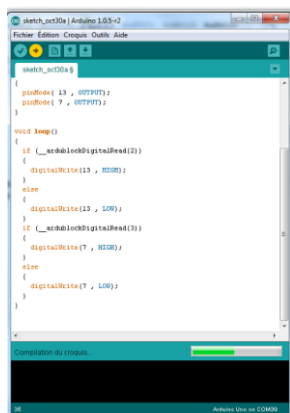 sketch_oct30a | Arduino 1.0.5-r2
Fichier Édition Croquis Outils Aide
sketch_oct30a §
{
pinMode( 13 , OUTPUT);
pinMode( 7 , OUTPUT);
}
void loop()
{
if (__ardublockDigitalRead(2))
{
digitalWrite(13 , HIGH);
}
else
{
digitalWrite(13 , LOW);
}
if (__ardublockDigitalRead(3))
{
digitalWrite(7 , HIGH);
}
else
{
digitalWrite(7 , LOW);
}
}
Compilation du croquis...
38 Arduino Uno on COM39